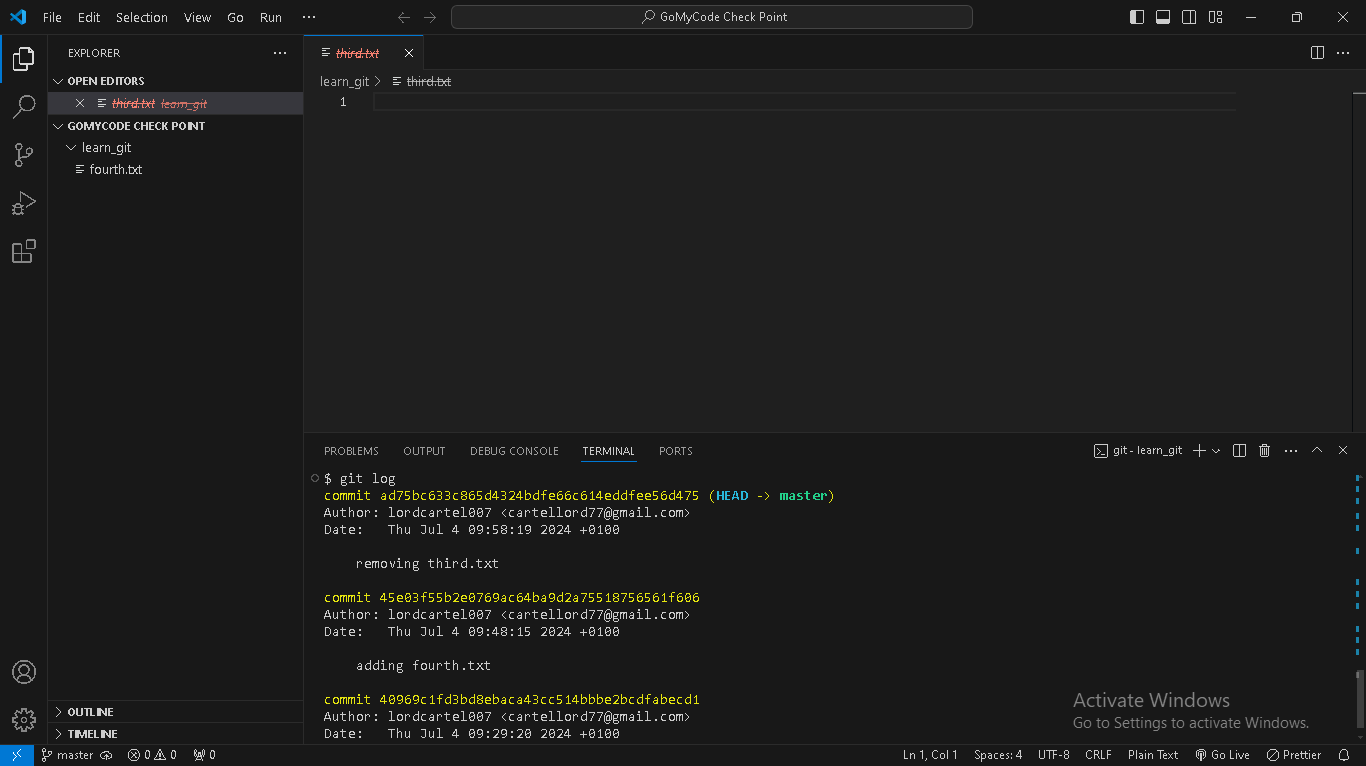 File Edit Selection View Go Run ···
GoMyCode Check Point
EXPLORER ···
OPEN EDITORS
third.txt learn_git
GOMYCODE CHECK POINT
learn_git
fourth.txt
OUTLINE
TIMELINE
third.txt
learn_git > third.txt
1
PROBLEMS OUTPUT DEBUG CONSOLE TERMINAL PORTS
git - learn_git
$ git log
commit ad75bc633c865d4324bdfe66c614eddfee56d475 (HEAD -> master)
Author: lordcartel007 <cartellord77@gmail.com>
Date:   Thu Jul 4 09:58:19 2024 +0100
removing third.txt
commit 45e03f55b2e0769ac64ba9d2a75518756561f606
Author: lordcartel007 <cartellord77@gmail.com>
Date:   Thu Jul 4 09:48:15 2024 +0100
adding fourth.txt
commit 40969c1fd3bd8ebaca43cc514bbbe2bcdfabecd1
Author: lordcartel007 <cartellord77@gmail.com>
Date:   Thu Jul 4 09:29:20 2024 +0100
Activate Windows
Go to Settings to activate Windows.
master 0 0 0
Ln 1, Col 1 Spaces: 4 UTF-8 CRLF Plain Text Go Live Prettier